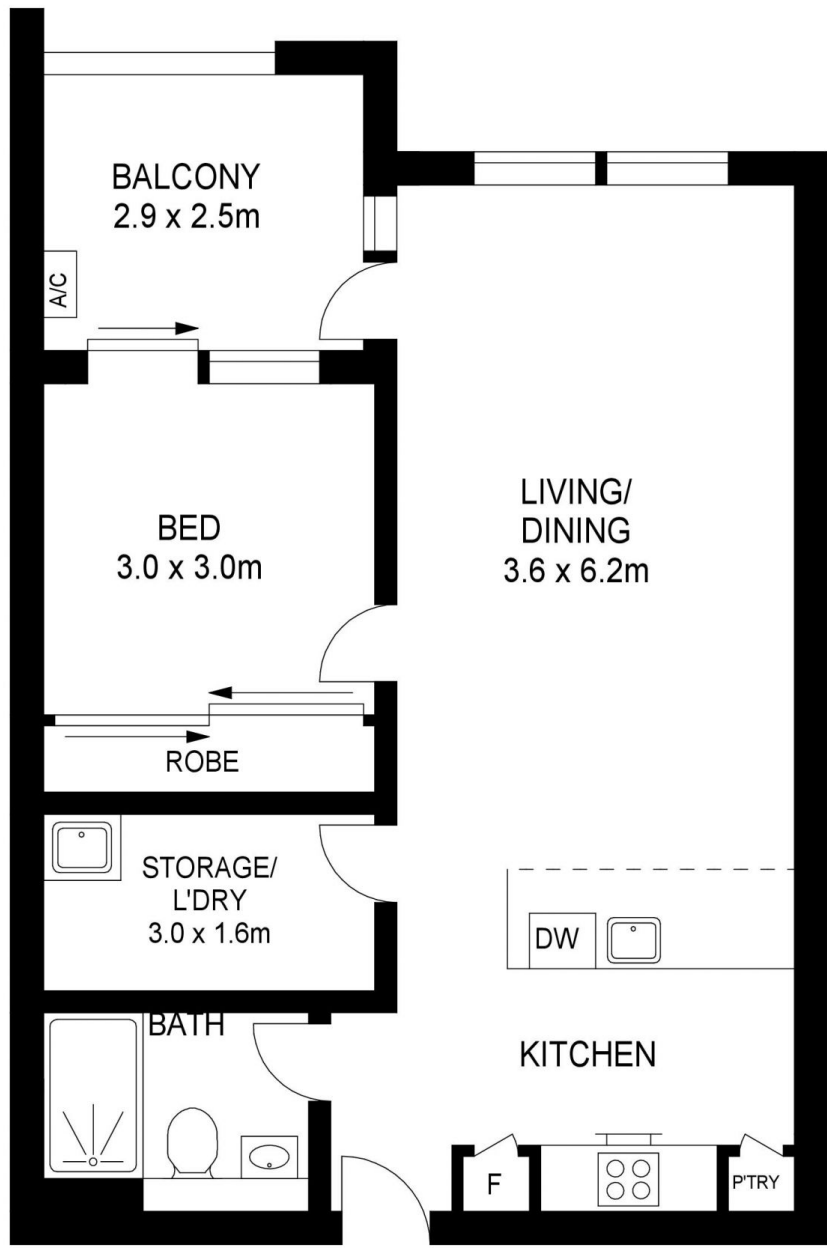 BALCONY
2.9 x 2.5m
A/C
BED
3.0 x 3.0m
LIVING/
DINING
3.6 x 6.2m
ROBE
STORAGE/
L'DRY
3.0 x 1.6m
DW
BATH
KITCHEN
F
P'TRY